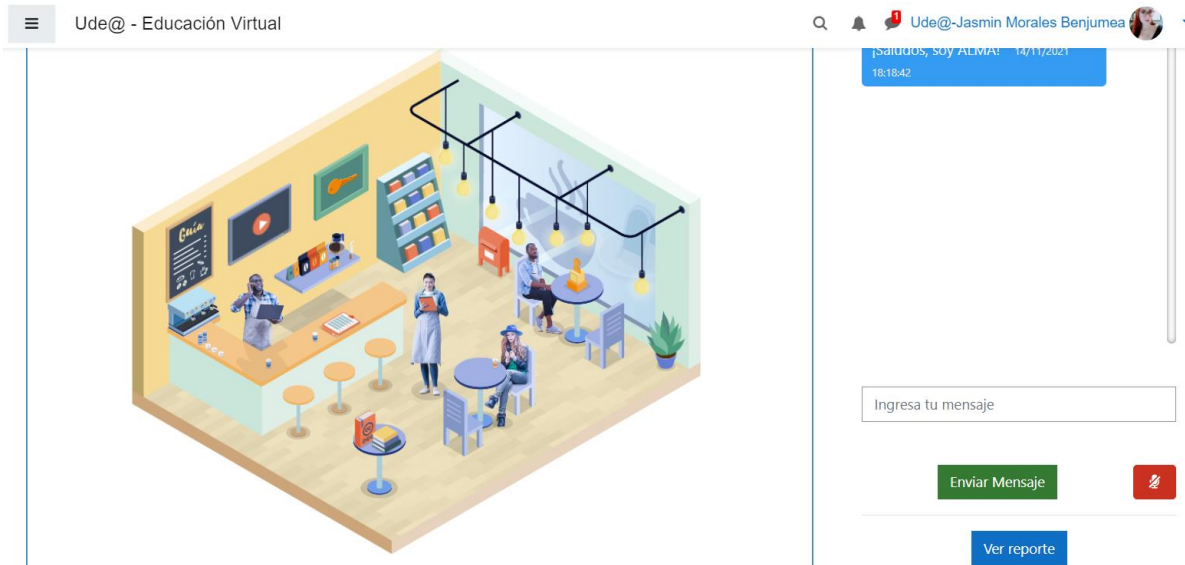 Ude@ - Educación Virtual
1
Ude@-Jasmin Morales Benjumea
¡Saludos, soy ALMA! 14/11/2021
18:18:42
Guía
Ingresa tu mensaje
Enviar Mensaje
Ver reporte